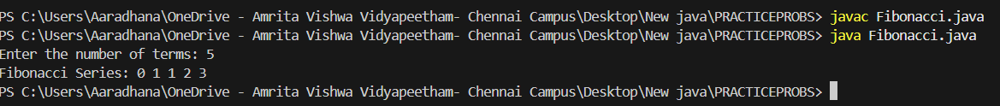 PS C:\Users\Aaradhana\OneDrive - Amrita Vishwa Vidyapeetham- Chennai Campus\Desktop\New java\PRACTICEPROBS> javac Fibonacci.java
PS C:\Users\Aaradhana\OneDrive - Amrita Vishwa Vidyapeetham- Chennai Campus\Desktop\New java\PRACTICEPROBS> java Fibonacci.java
Enter the number of terms: 5
Fibonacci Series: 0 1 1 2 3
PS C:\Users\Aaradhana\OneDrive - Amrita Vishwa Vidyapeetham- Chennai Campus\Desktop\New java\PRACTICEPROBS>